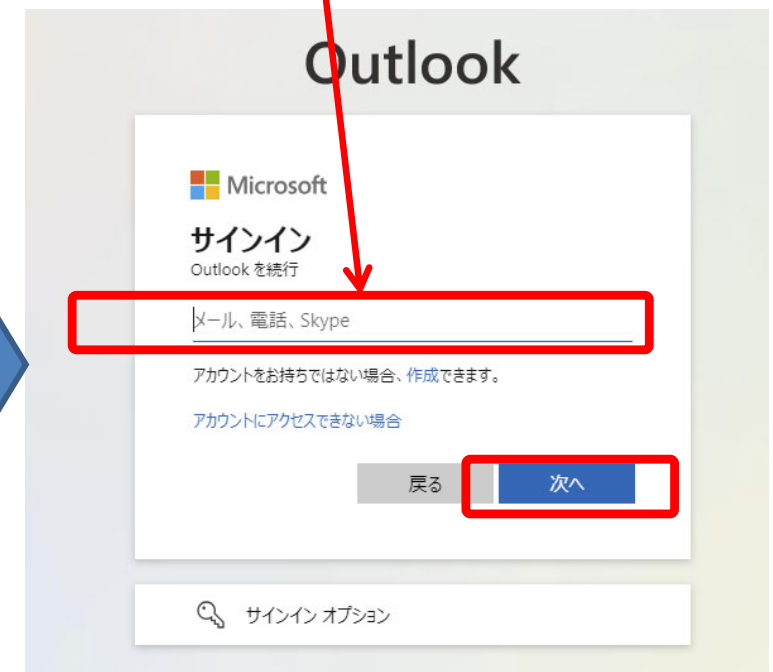 Outlook
Microsoft
サインイン
Outlook を続行
メール、電話、Skype
アカウントをお持ちではない場合、作成できます。
アカウントにアクセスできない場合
戻る
次へ
サインイン オプション